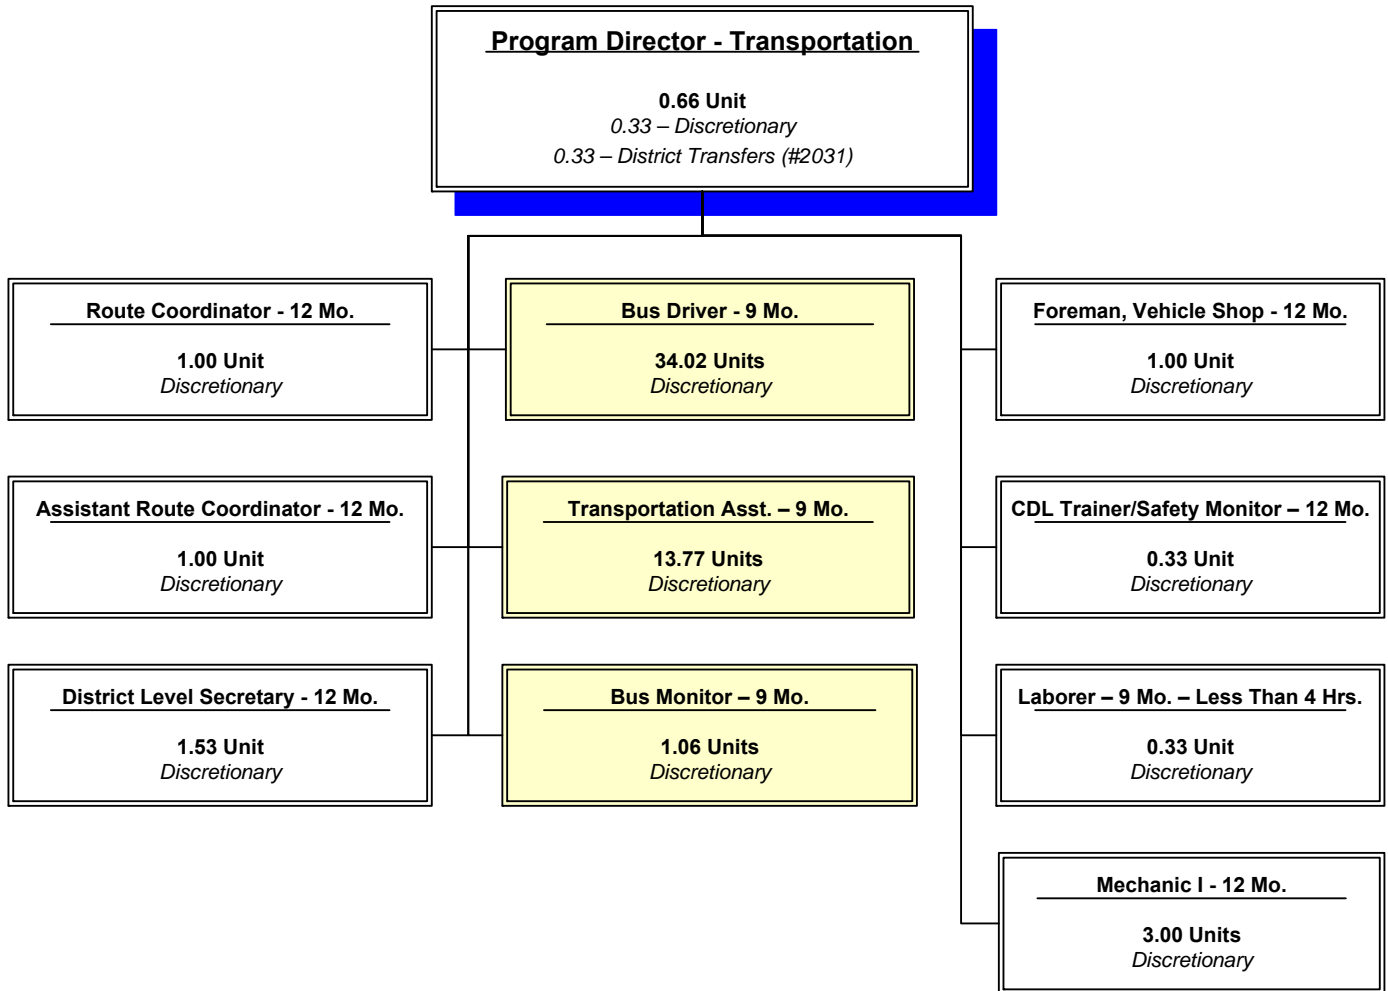 Program Director - Transportation
0.66 Unit
0.33 – Discretionary
0.33 – District Transfers (#2031)
Route Coordinator - 12 Mo.
1.00 Unit
Discretionary
Bus Driver - 9 Mo.
34.02 Units
Discretionary
Foreman, Vehicle Shop - 12 Mo.
1.00 Unit
Discretionary
Assistant Route Coordinator - 12 Mo.
1.00 Unit
Discretionary
Transportation Asst. – 9 Mo.
13.77 Units
Discretionary
CDL Trainer/Safety Monitor – 12 Mo.
0.33 Unit
Discretionary
District Level Secretary - 12 Mo.
1.53 Unit
Discretionary
Bus Monitor – 9 Mo.
1.06 Units
Discretionary
Laborer – 9 Mo. – Less Than 4 Hrs.
0.33 Unit
Discretionary
Mechanic I - 12 Mo.
3.00 Units
Discretionary